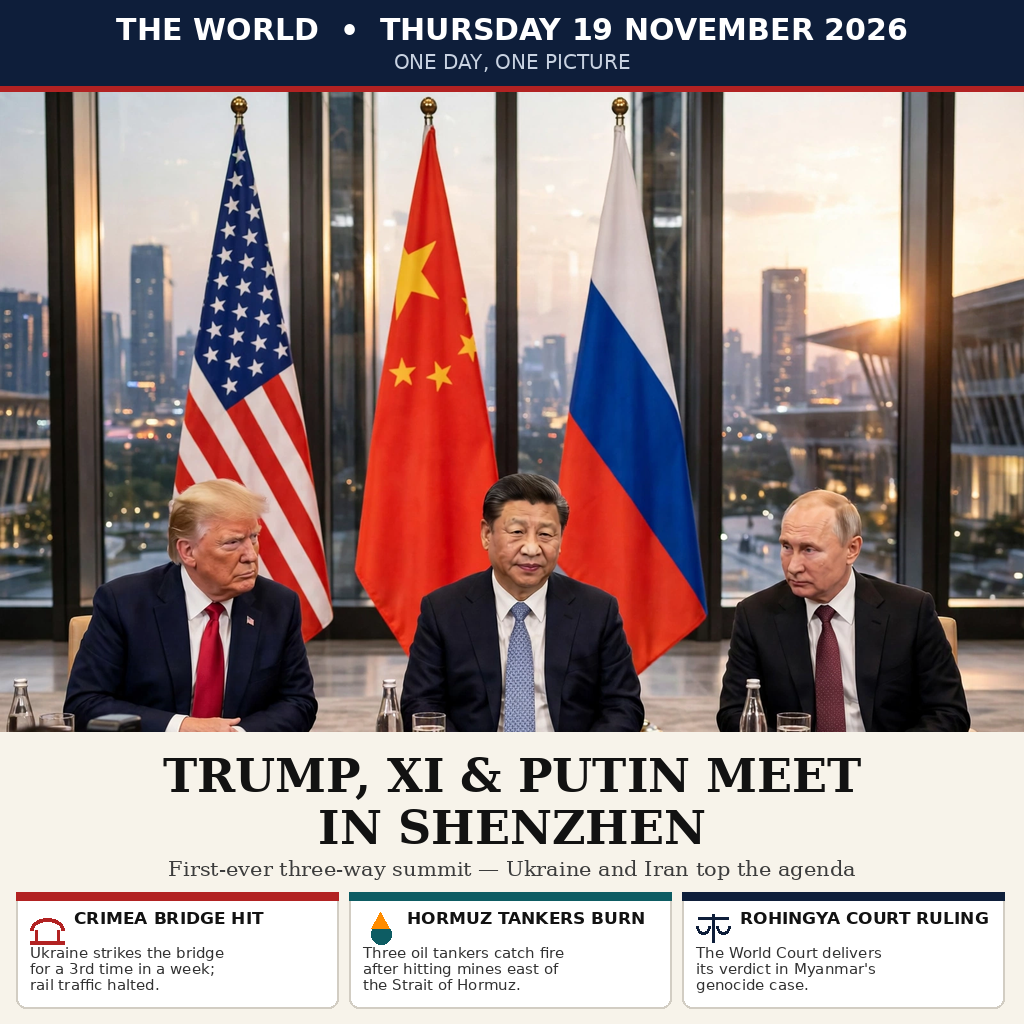 THE WORLD • THURSDAY 19 NOVEMBER 2026
ONE DAY, ONE PICTURE
TRUMP, XI & PUTIN MEET
IN SHENZHEN
First-ever three-way summit — Ukraine and Iran top the agenda
CRIMEA BRIDGE HIT
Ukraine strikes the bridge
for a 3rd time in a week;
rail traffic halted.
HORMUZ TANKERS BURN
Three oil tankers catch fire
after hitting mines east of
the Strait of Hormuz.
ROHINGYA COURT RULING
The World Court delivers
its verdict in Myanmar's
genocide case.